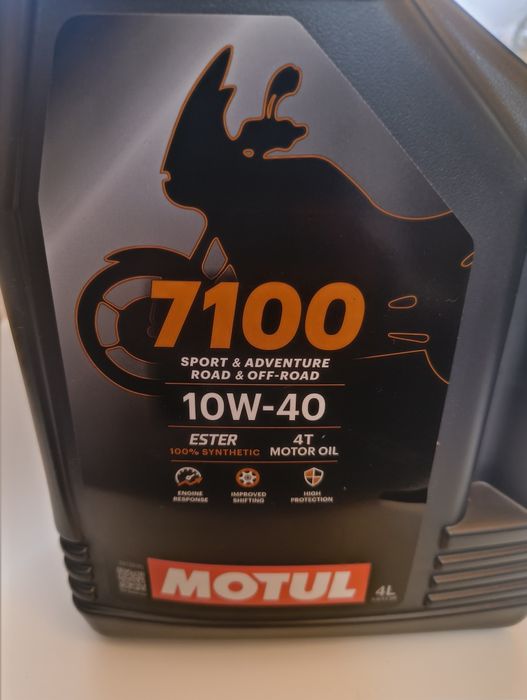 7100
SPORT & ADVENTURE
ROAD & OFF-ROAD
10W-40
ESTER
100% SYNTHETIC
4T
MOTOR OIL
ENGINE
RESPONSE
IMPROVED
SHIFTING
HIGH
PROTECTION
MOTUL
4L